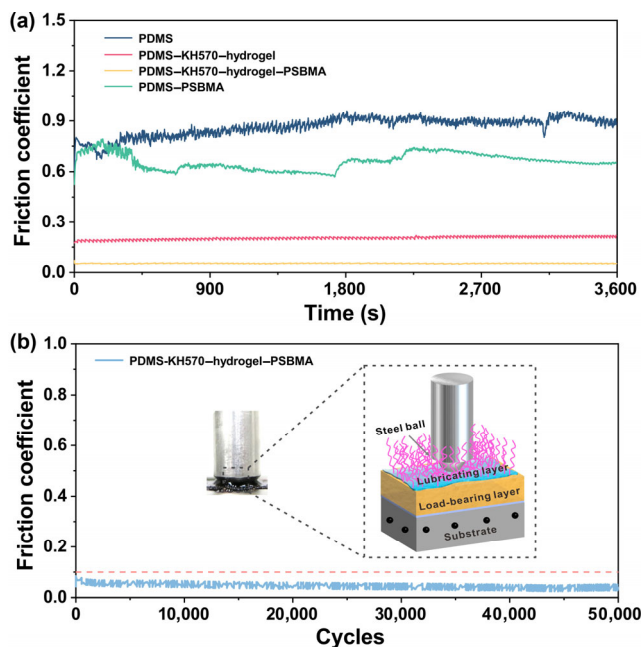 (a)
1.5
1.2
0.9
0.6
0.3
0.0
Friction coefficient
PDMS
PDMS–KH570–hydrogel
PDMS–KH570–hydrogel–PSBMA
PDMS–PSBMA
0
900
1,800
2,700
3,600
Time (s)
(b)
1.0
0.8
0.6
0.4
0.2
0.0
Friction coefficient
PDMS-KH570–hydrogel–PSBMA
Steel ball
Lubricating layer
Load-bearing layer
Substrate
0
10,000
20,000
30,000
40,000
50,000
Cycles